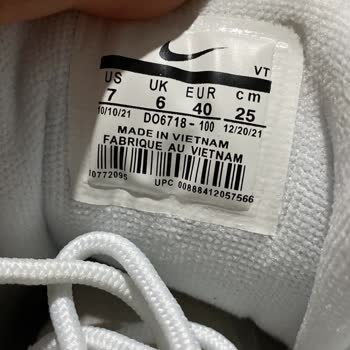 VT
US UK EUR cm
7 6 40 25
10/10/21 DO6718-100 12/20/21
MADE IN VIETNAM
FABRIQUE AU VIETNAM
I0772095
UPC 00888412057566